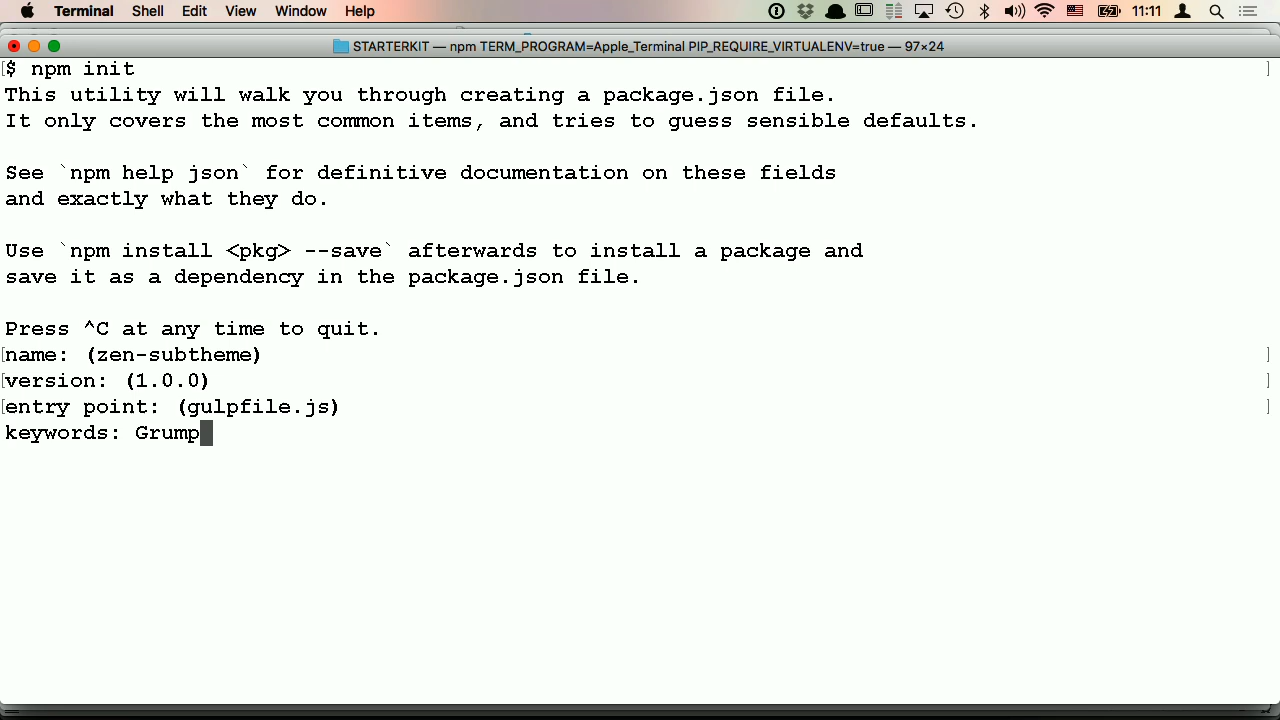 Terminal Shell Edit View Window Help 11:11
STARTERKIT — npm TERM_PROGRAM=Apple_Terminal PIP_REQUIRE_VIRTUALENV=true — 97×24
[$ npm init ]
This utility will walk you through creating a package.json file.
It only covers the most common items, and tries to guess sensible defaults.
See `npm help json` for definitive documentation on these fields
and exactly what they do.
Use `npm install <pkg> --save` afterwards to install a package and
save it as a dependency in the package.json file.
Press ^C at any time to quit.
[name: (zen-subtheme) ]
[version: (1.0.0) ]
[entry point: (gulpfile.js) ]
keywords: Grump